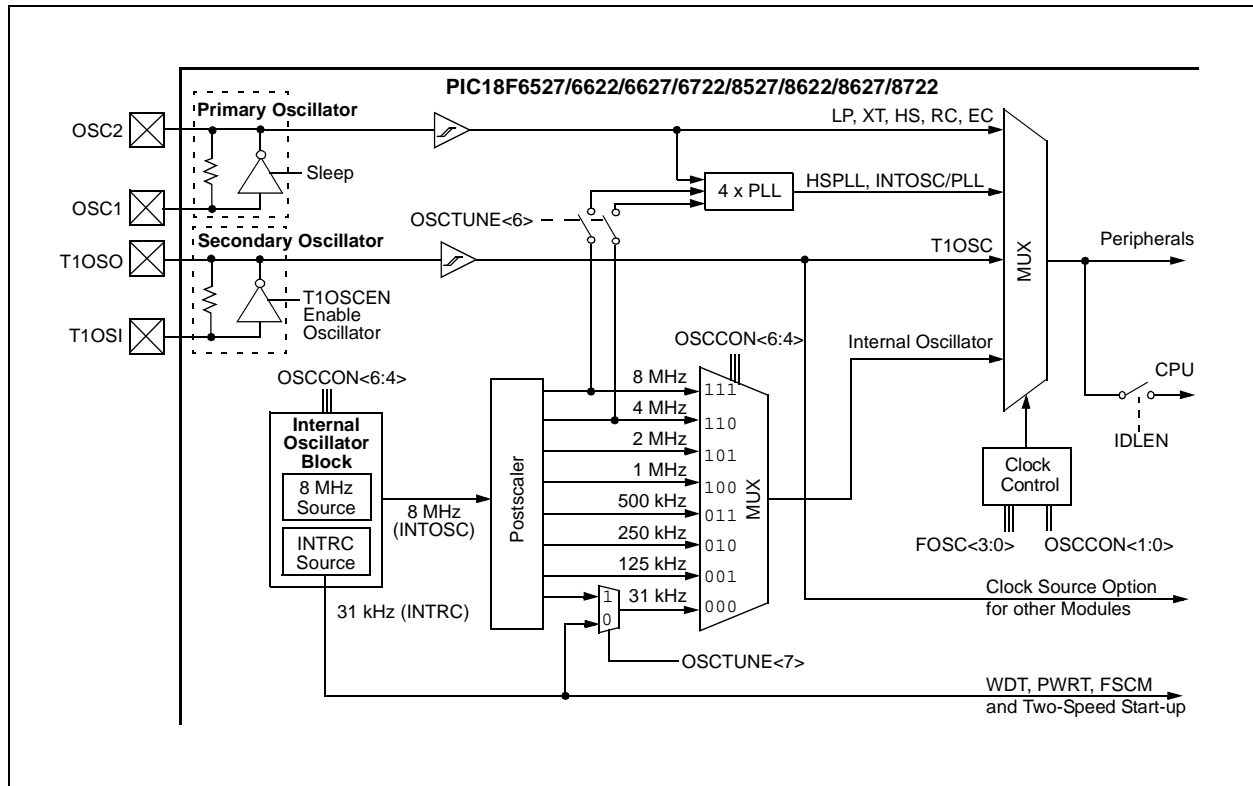 PIC18F6527/6622/6627/6722/8527/8622/8627/8722
Primary Oscillator
OSC2
Sleep
OSC1
LP, XT, HS, RC, EC
4 x PLL
HSPLL, INTOSC/PLL
OSCTUNE<6>
Secondary Oscillator
T1OSO
T1OSCEN
Enable
Oscillator
T1OSI
T1OSC
MUX
Peripherals
Internal Oscillator
CPU
IDLEN
Clock
Control
FOSC<3:0>
OSCCON<1:0>
OSCCON<6:4>
Internal
Oscillator
Block
8 MHz
Source
INTRC
Source
8 MHz
(INTOSC)
31 kHz (INTRC)
Postscaler
OSCCON<6:4>
8 MHz
111
4 MHz
110
2 MHz
101
1 MHz
100
500 kHz
011
250 kHz
010
125 kHz
001
31 kHz
000
MUX
1
0
OSCTUNE<7>
Clock Source Option
for other Modules
WDT, PWRT, FSCM
and Two-Speed Start-up